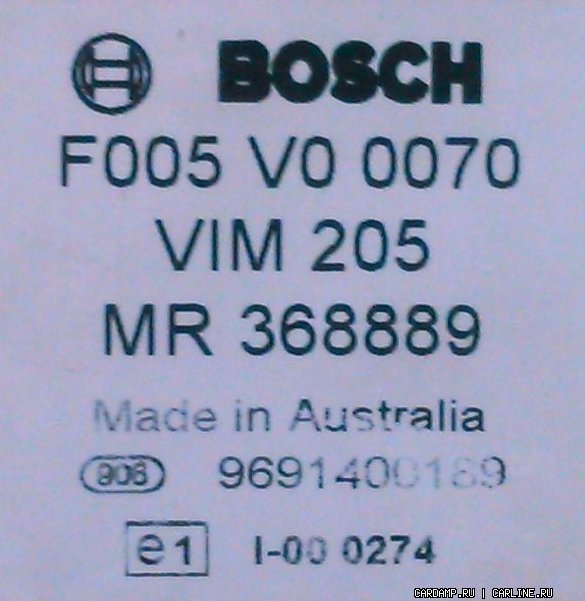 BOSCH
F005 V0 0070
VIM 205
MR 368889
Made in Australia
906 9691400189
e1 I-00 0274
CARDAMP.RU | CARLINE.RU